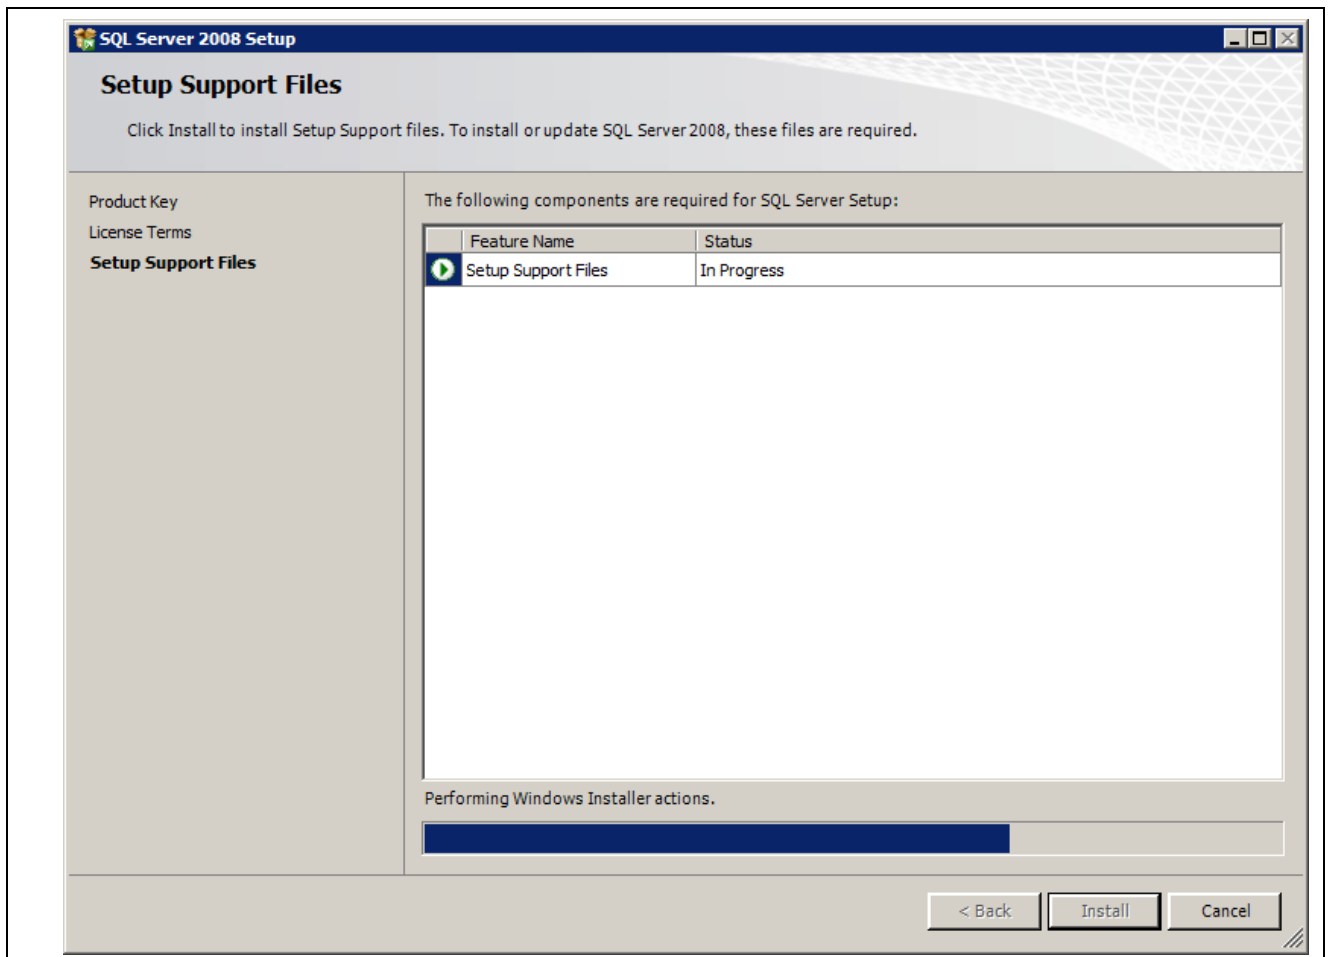 SQL Server 2008 Setup
Setup Support Files
Click Install to install Setup Support files. To install or update SQL Server 2008, these files are required.
Product Key
License Terms
Setup Support Files
The following components are required for SQL Server Setup:
Feature Name Status
Setup Support Files In Progress
Performing Windows Installer actions.
< Back Install Cancel